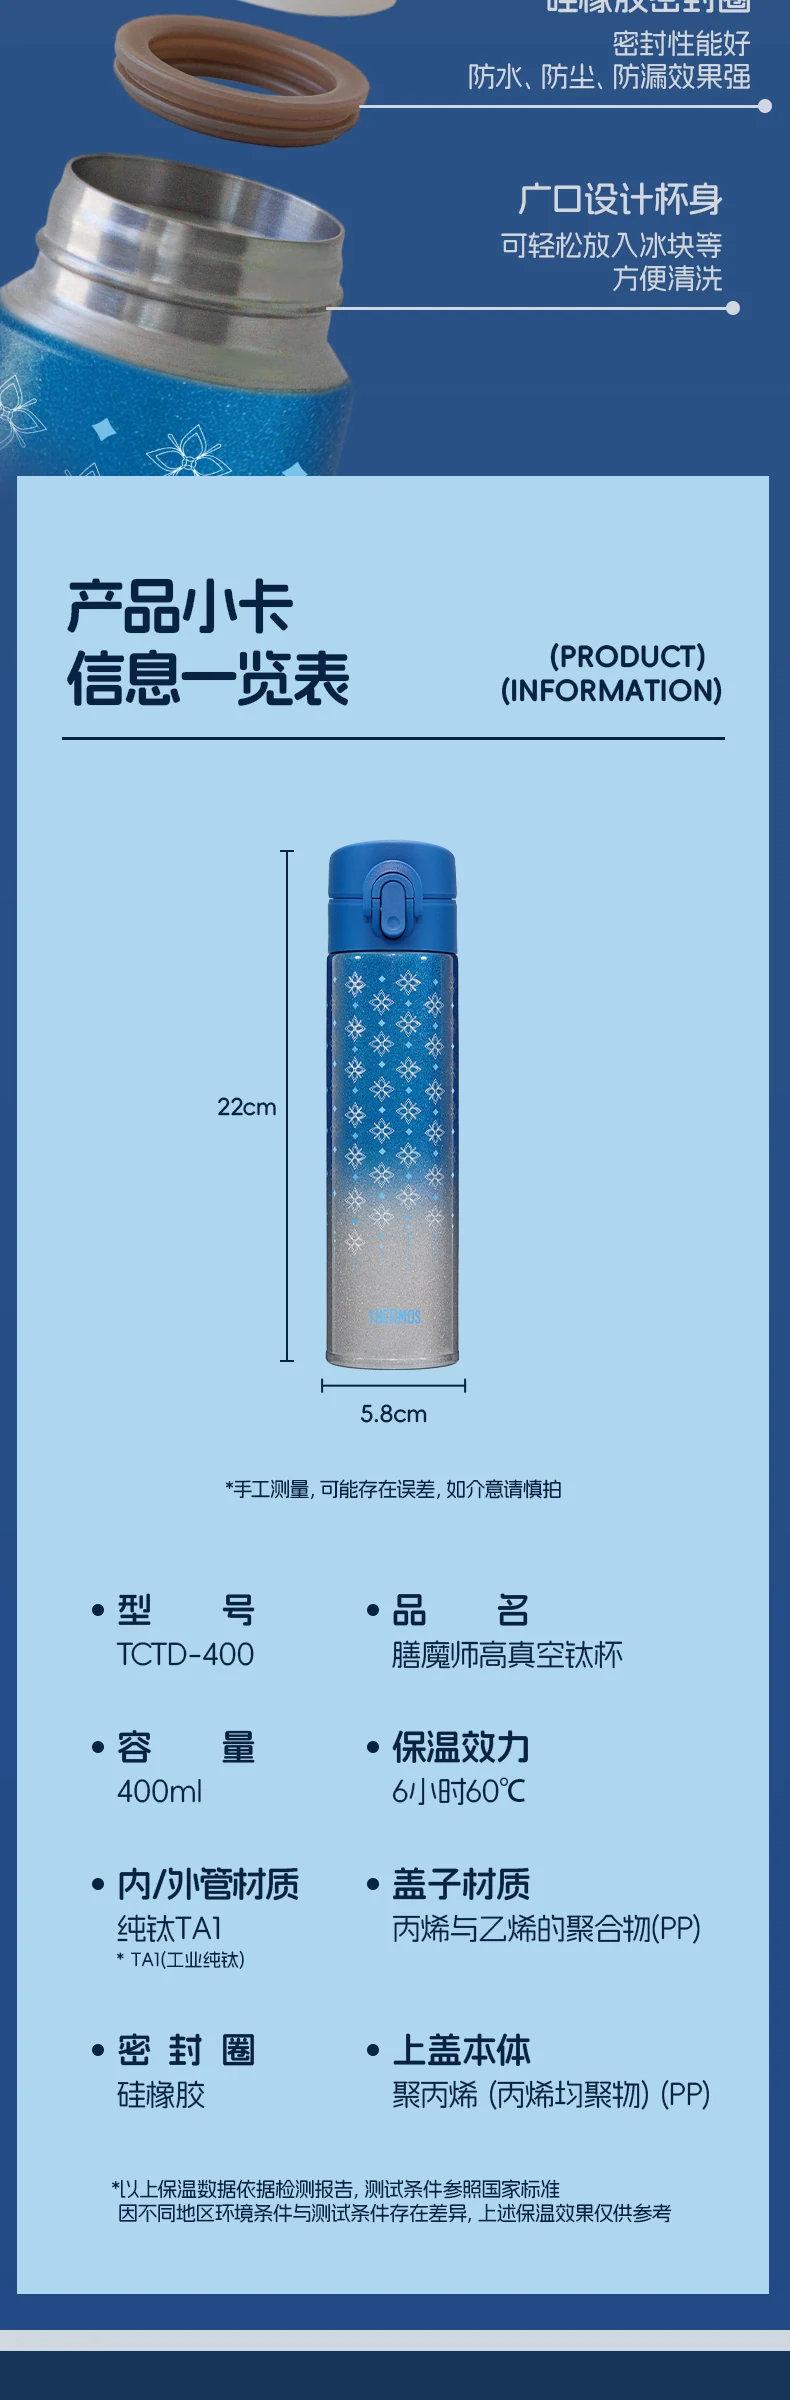 硅橡胶密封圈
密封性能好
防水、防尘、防漏效果强
广口设计杯身
可轻松放入冰块等
方便清洗
产品小卡
信息一览表
(PRODUCT)
(INFORMATION)
22cm
THERMOS
5.8cm
*手工测量, 可能存在误差, 如介意请慎拍
型 号
TCTD-400
品 名
膳魔师高真空钛杯
容 量
400ml
保温效力
6小时60℃
内/外管材质
纯钛TA1
* TA1(工业纯钛)
盖子材质
丙烯与乙烯的聚合物(PP)
密 封 圈
硅橡胶
上盖本体
聚丙烯 (丙烯均聚物) (PP)
*以上保温数据依据检测报告, 测试条件参照国家标准
因不同地区环境条件与测试条件存在差异, 上述保温效果仅供参考